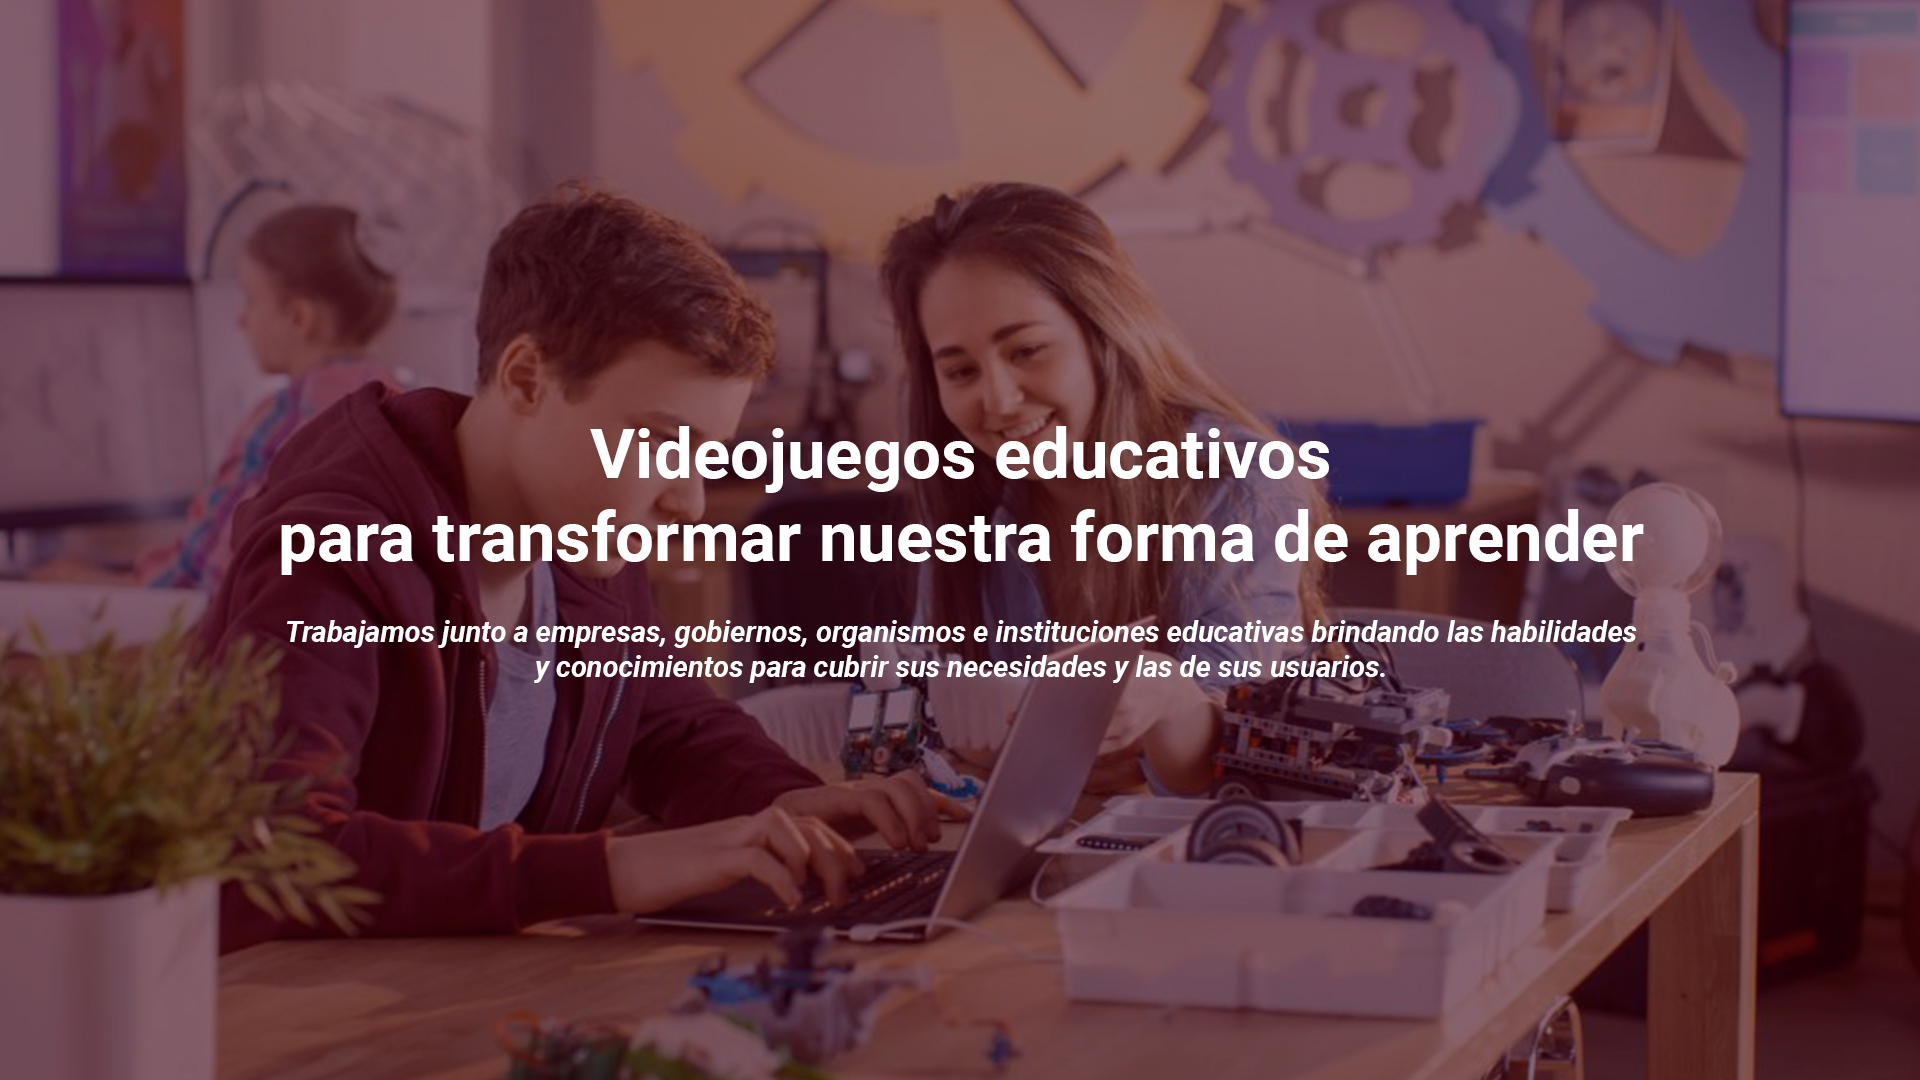 Videojuegos educativos
para transformar nuestra forma de aprender
Trabajamos junto a empresas, gobiernos, organismos e instituciones educativas brindando las habilidades
y conocimientos para cubrir sus necesidades y las de sus usuarios.